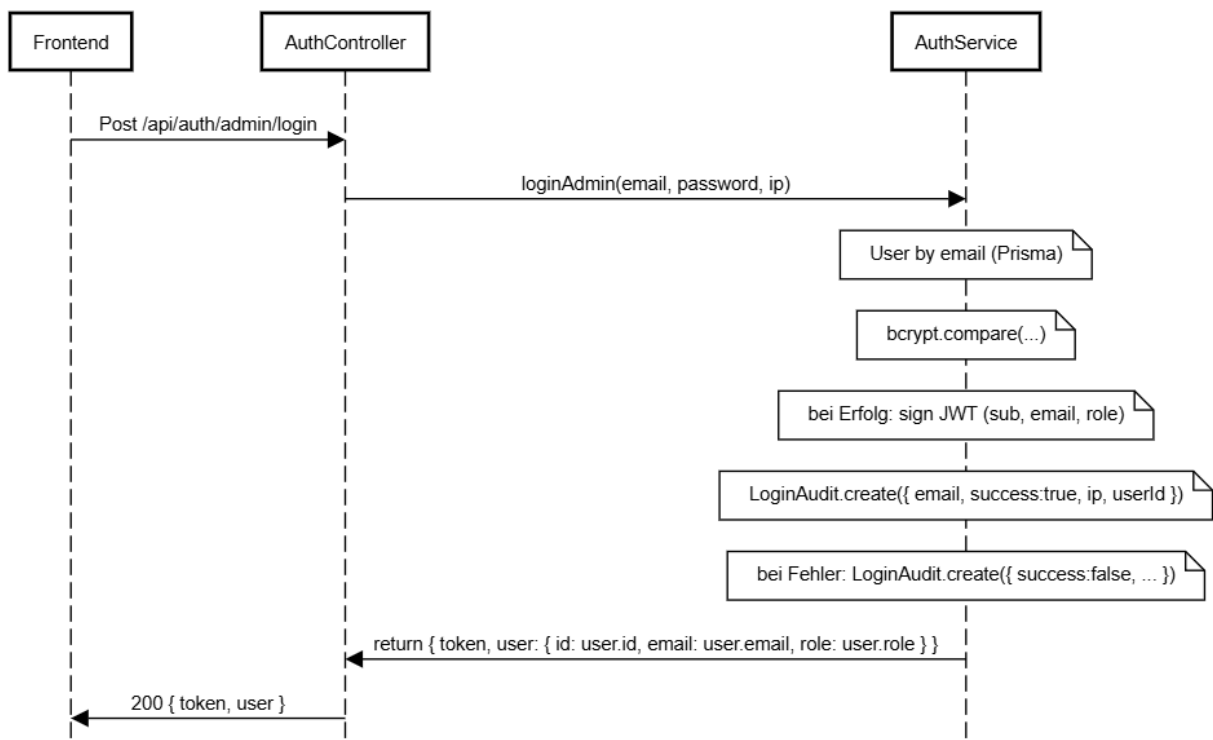 Frontend
AuthController
AuthService
Post /api/auth/admin/login
loginAdmin(email, password, ip)
User by email (Prisma)
bcrypt.compare(...)
bei Erfolg: sign JWT (sub, email, role)
LoginAudit.create({ email, success:true, ip, userId })
bei Fehler: LoginAudit.create({ success:false, ... })
return { token, user: { id: user.id, email: user.email, role: user.role } }
200 { token, user }